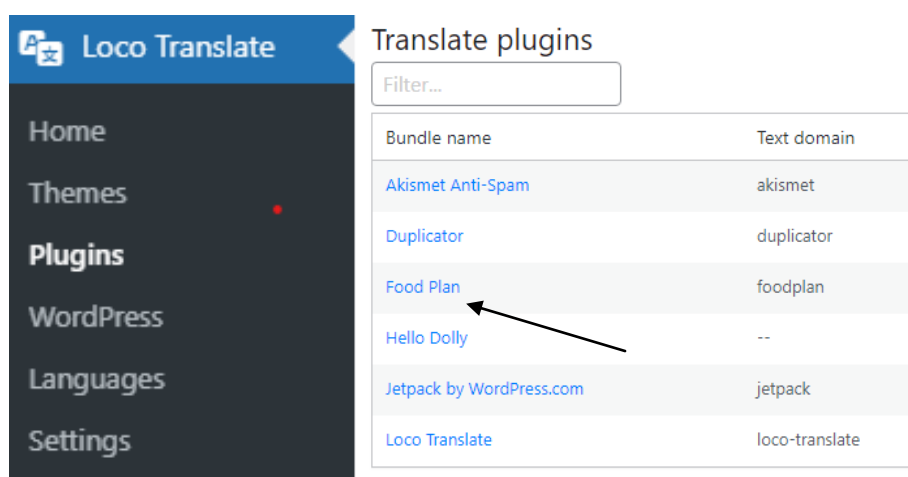 Loco Translate
Home
Themes
Plugins
WordPress
Languages
Settings
Translate plugins
Filter...
Bundle name Text domain
Akismet Anti-Spam akismet
Duplicator duplicator
Food Plan foodplan
Hello Dolly --
Jetpack by WordPress.com jetpack
Loco Translate loco-translate